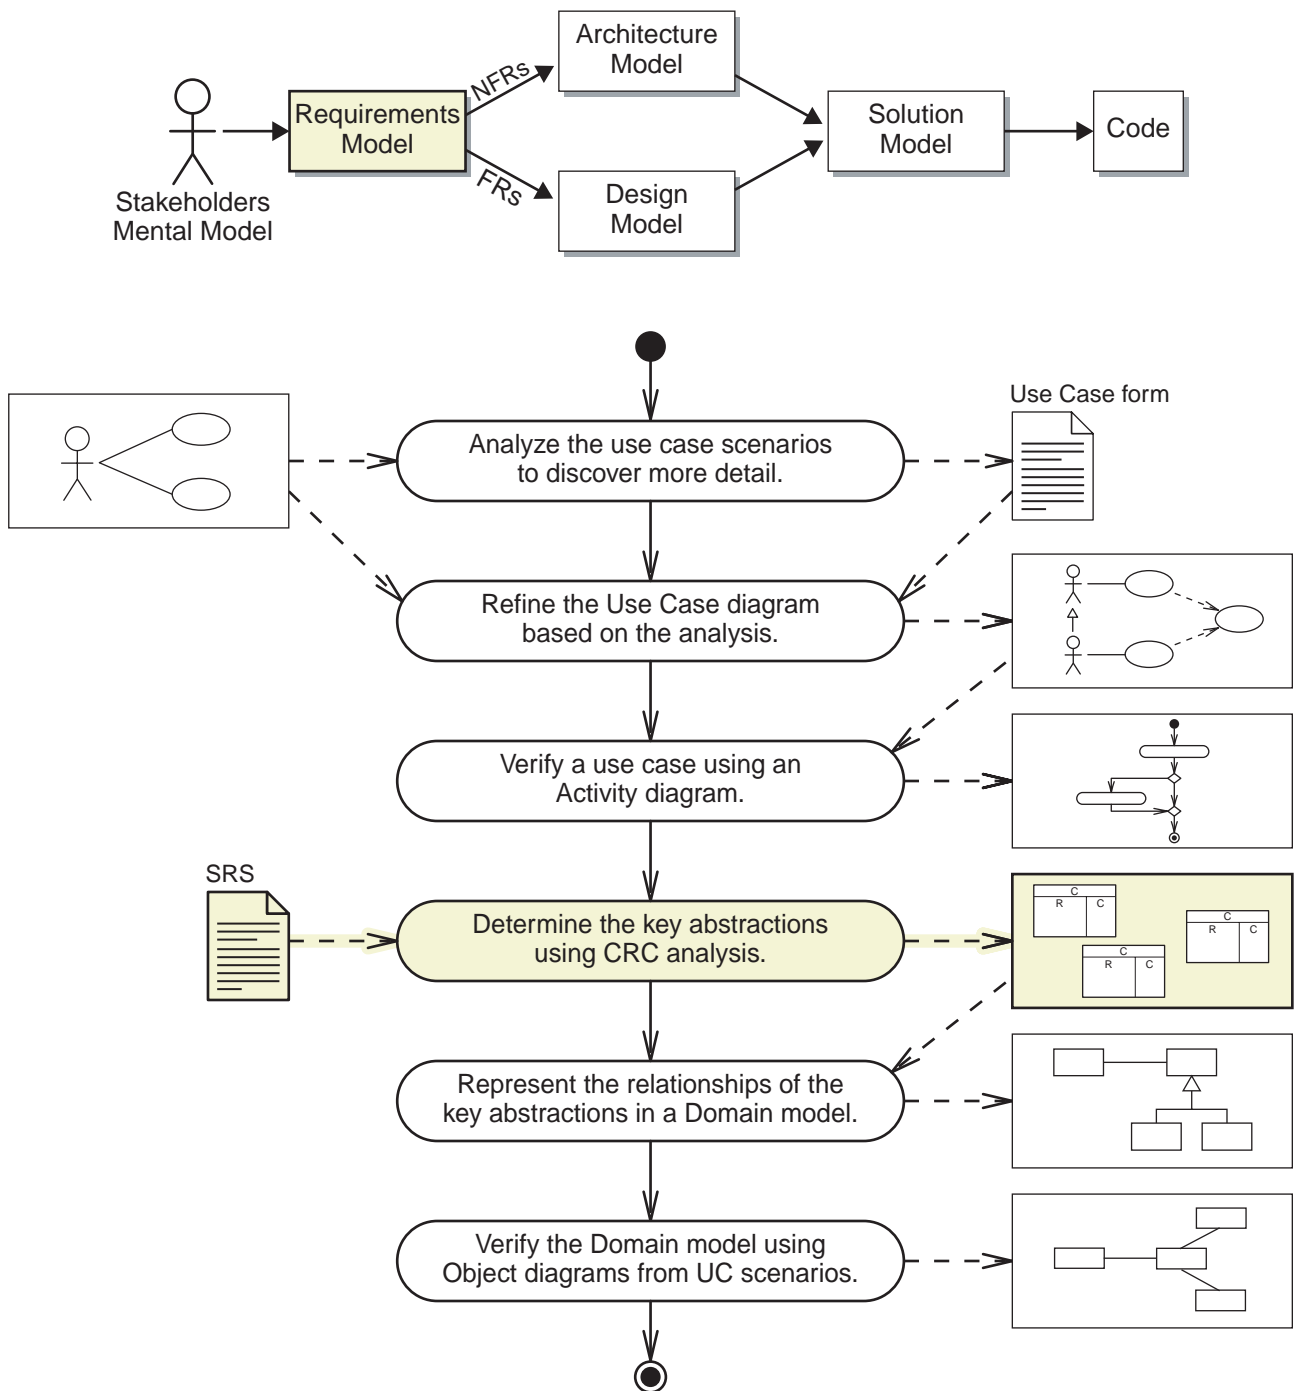 Architecture
Model
NFRs
Requirements
Model
Solution
Model
Code
FRs
Design
Model
Stakeholders
Mental Model
Use Case form
Analyze the use case scenarios
to discover more detail.
Refine the Use Case diagram
based on the analysis.
Verify a use case using an
Activity diagram.
SRS
Determine the key abstractions
using CRC analysis.
C
R C
C
R C
C
R C
Represent the relationships of the
key abstractions in a Domain model.
Verify the Domain model using
Object diagrams from UC scenarios.